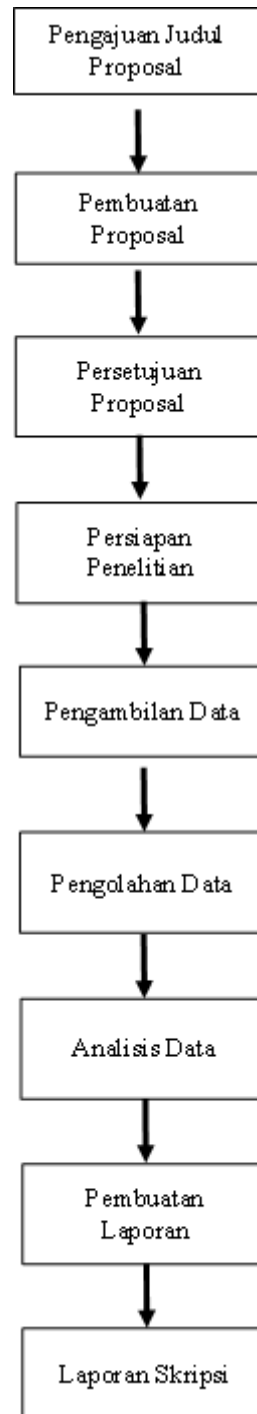 Pengajuan Judul
Proposal
Pembuatan
Proposal
Persetujuan
Proposal
Persiapan
Penelitian
Pengambilan Data
Pengolahan Data
Analisis Data
Pembuatan
Laporan
Laporan Skripsi